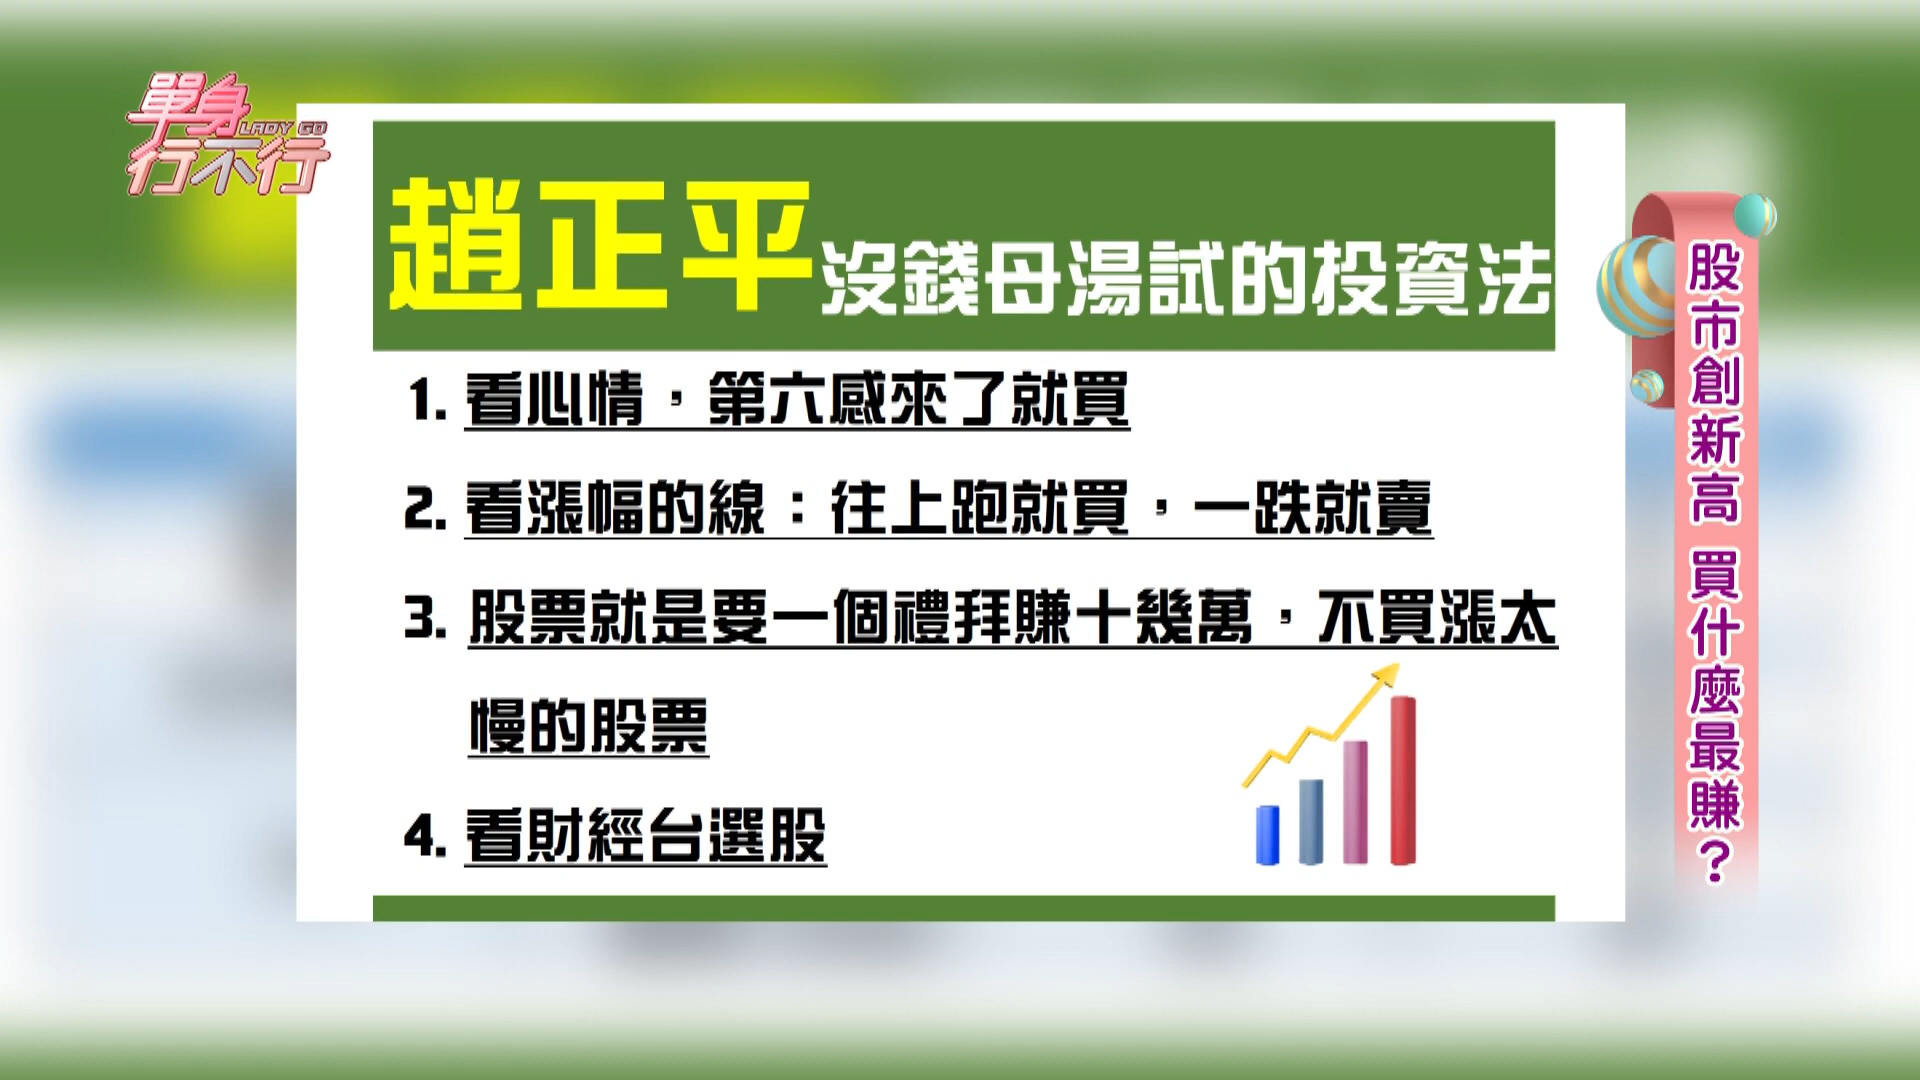 單身
LADY GO
行不行
趙正平沒錢母湯試的投資法
1. 看心情，第六感來了就買
2. 看漲幅的線：往上跑就買，一跌就賣
3. 股票就是要一個禮拜賺十幾萬，不買漲太
慢的股票
4. 看財經台選股
股市創新高 買什麼最賺？